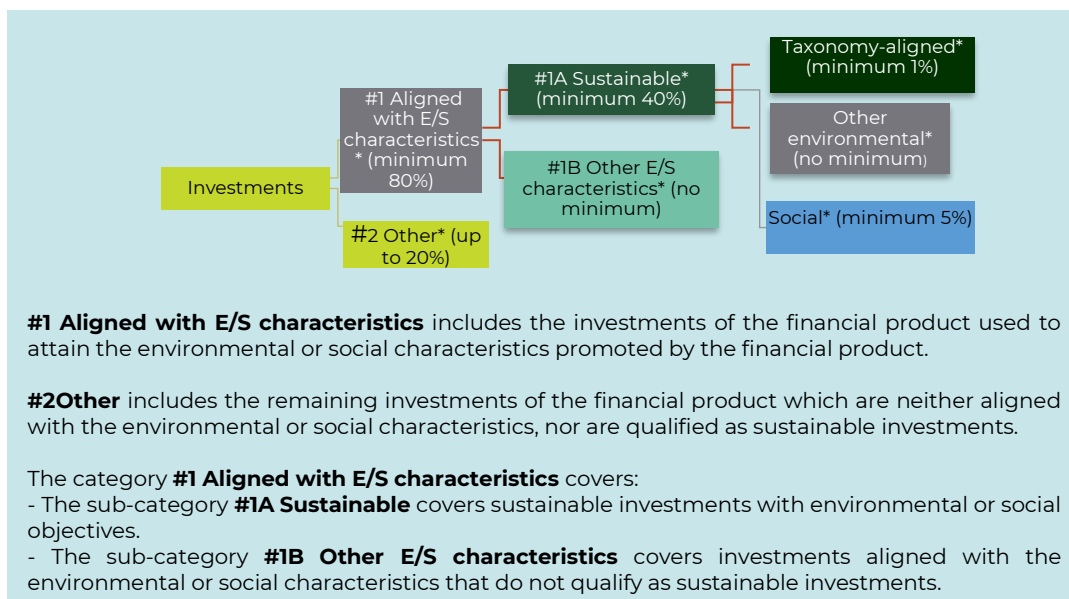 Investments
#1 Aligned
with E/S
characteristics
* (minimum
80%)
#2 Other* (up
to 20%)
#1A Sustainable*
(minimum 40%)
#1B Other E/S
characteristics* (no
minimum)
Taxonomy-aligned*
(minimum 1%)
Other
environmental*
(no minimum)
Social* (minimum 5%)
#1 Aligned with E/S characteristics includes the investments of the financial product used to
attain the environmental or social characteristics promoted by the financial product.
#2Other includes the remaining investments of the financial product which are neither aligned
with the environmental or social characteristics, nor are qualified as sustainable investments.
The category #1 Aligned with E/S characteristics covers:
- The sub-category #1A Sustainable covers sustainable investments with environmental or social
objectives.
- The sub-category #1B Other E/S characteristics covers investments aligned with the
environmental or social characteristics that do not qualify as sustainable investments.